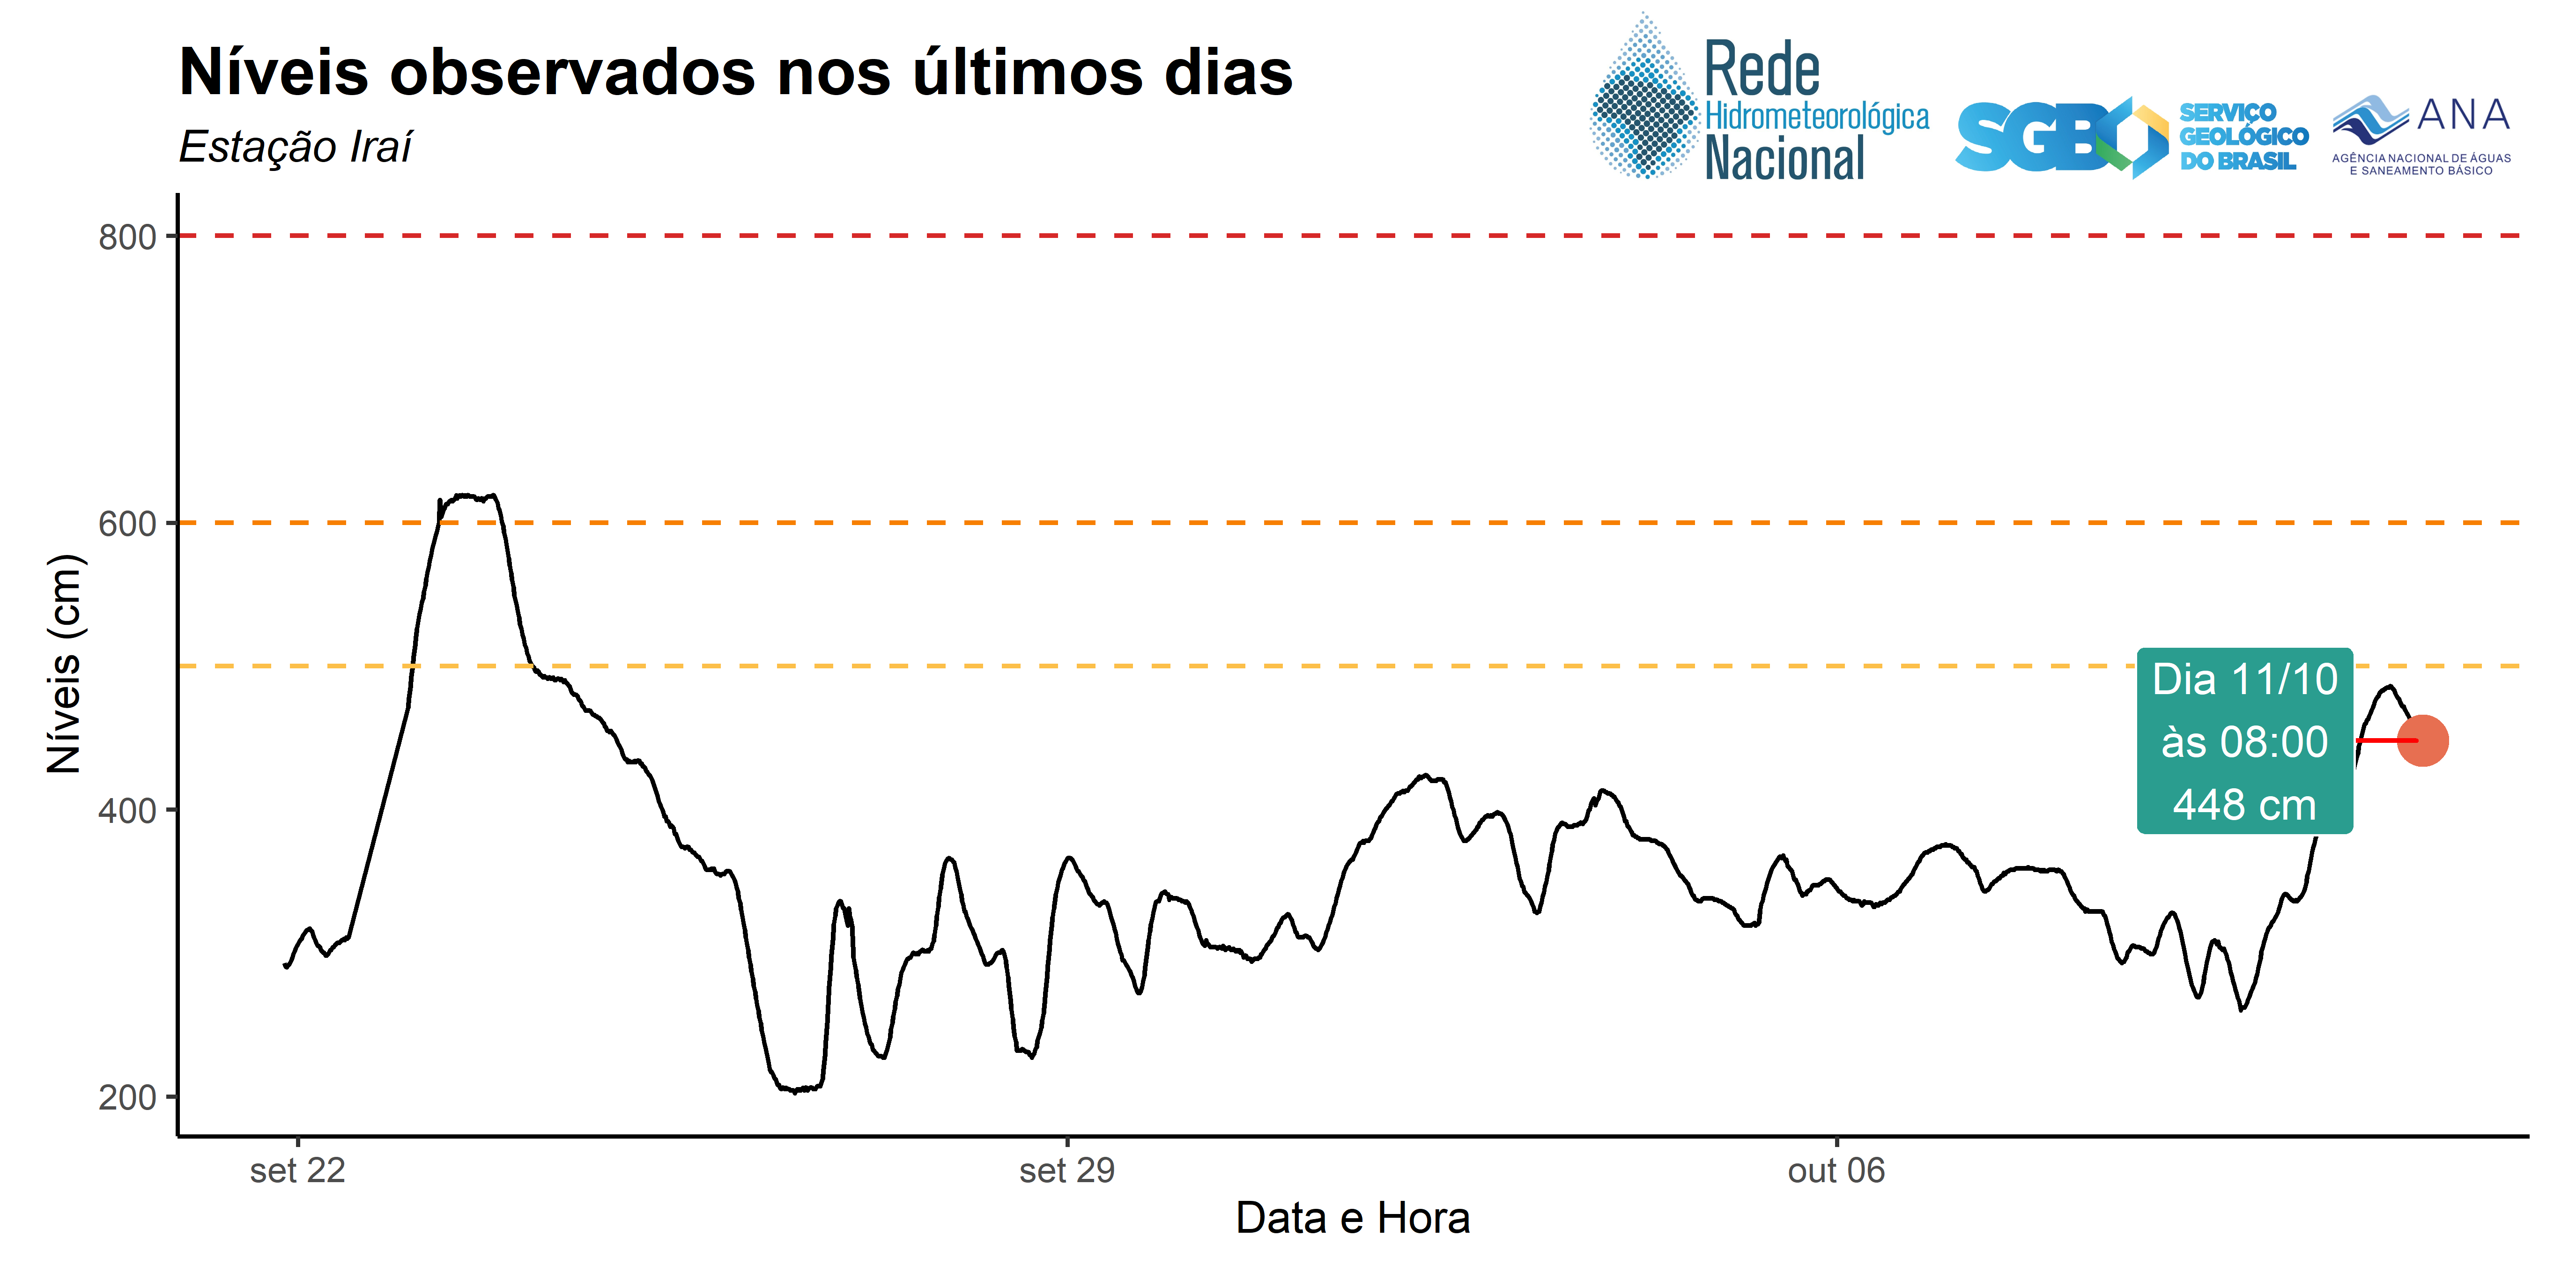 Níveis observados nos últimos dias
Estação Iraí
Rede
Hidrometeorológica
Nacional
SGB
SERVIÇO
GEOLÓGICO
DO BRASIL
ANA
AGÊNCIA NACIONAL DE ÁGUAS
E SANEAMENTO BÁSICO
800
600
400
200
Níveis (cm)
Dia 11/10
às 08:00
448 cm
set 22
set 29
out 06
Data e Hora